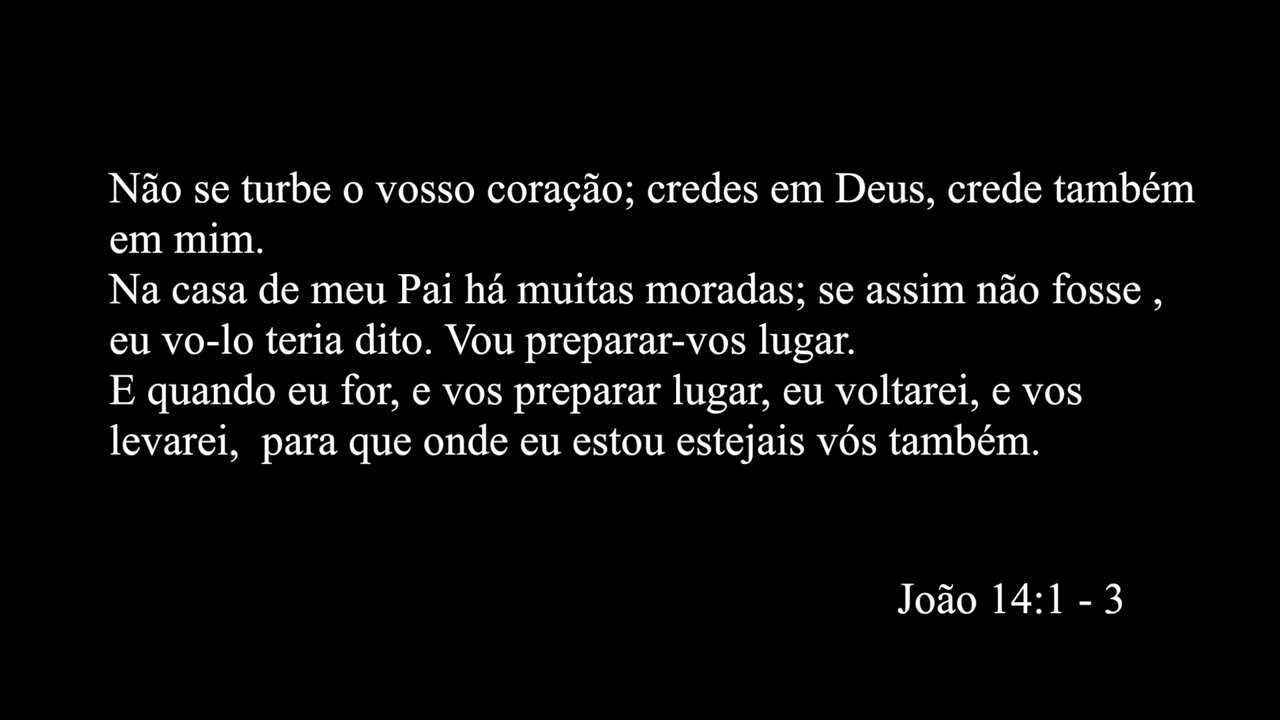 Não se turbe o vosso coração; credes em Deus, crede também
em mim.
Na casa de meu Pai há muitas moradas; se assim não fosse ,
eu vo-lo teria dito. Vou preparar-vos lugar.
E quando eu for, e vos preparar lugar, eu voltarei, e vos
levarei,  para que onde eu estou estejais vós também.
João 14:1 - 3